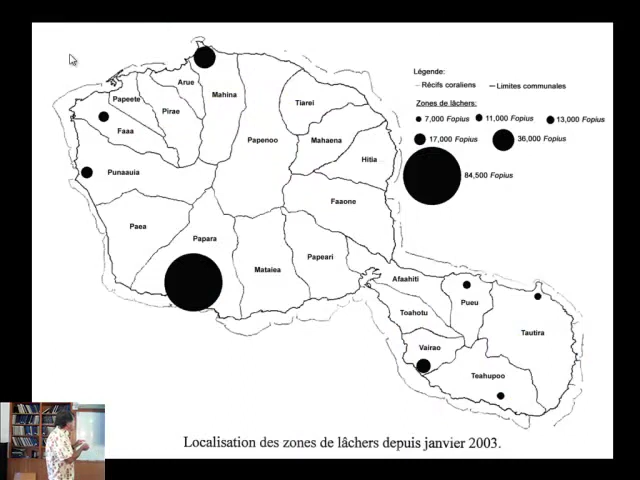 Légende:
Récifs coraliens
Limites communales
Zones de lâchers:
7,000 Fopius
11,000 Fopius
13,000 Fopius
17,000 Fopius
36,000 Fopius
84,500 Fopius
Arue
Mahina
Papeete
Pirae
Tiarei
Faaa
Papenoo
Mahaena
Hitia
Punaauia
Faaone
Paea
Papara
Mataiea
Papeari
Afaahiti
Pueu
Toahotu
Tautira
Vairao
Teahupoo
Localisation des zones de lâchers depuis janvier 2003.